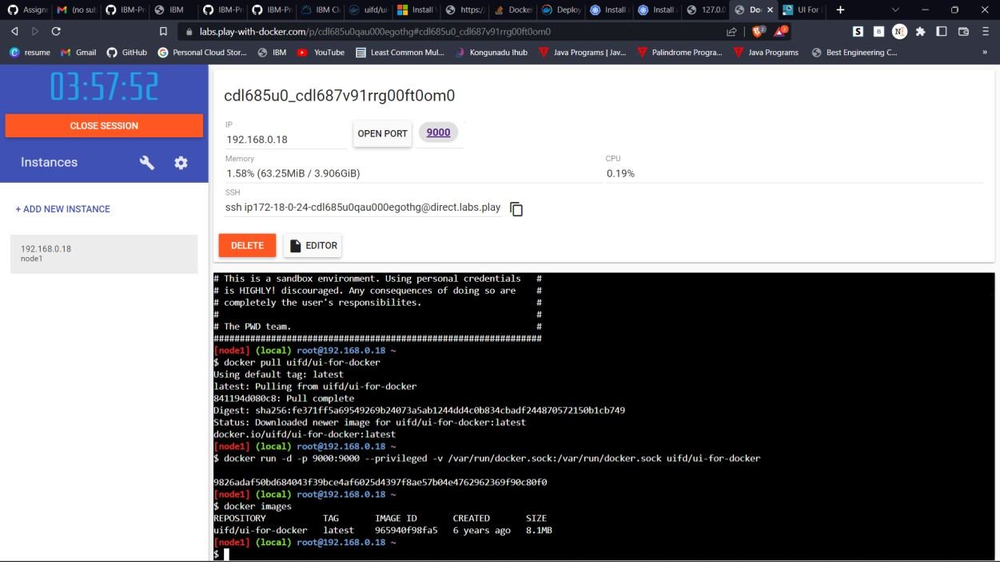 Assignr
(no sub
IBM-Pr
IBM
IBM-Pr
IBM-Pr
IBM Cl
uifd/ui
Install
https:/
Docker
Deploy
Install
Install
127.0.0
Do
UI For
labs.play-with-docker.com/p/cdl685u0qau000egothg#cdl685u0_cdl687v91rrg00ft0om0
resume
Gmail
GitHub
Personal Cloud Stor...
IBM
YouTube
Least Common Mul...
Kongunadu Ihub
Java Programs | Jav...
Palindrome Progra...
Java Programs
Best Engineering C...
»
03:57:52
CLOSE SESSION
Instances
+ ADD NEW INSTANCE
192.168.0.18
node1
cdl685u0_cdl687v91rrg00ft0om0
IP
192.168.0.18
OPEN PORT
9000
Memory
1.58% (63.25MiB / 3.906GiB)
CPU
0.19%
SSH
ssh ip172-18-0-24-cdl685u0qau000egothg@direct.labs.play
DELETE
EDITOR
# This is a sandbox environment. Using personal credentials #
# is HIGHLY! discouraged. Any consequences of doing so are #
# completely the user's responsibilites. #
# #
# The PWD team. #
###############################################################
[node1] (local) root@192.168.0.18 ~
$ docker pull uifd/ui-for-docker
Using default tag: latest
latest: Pulling from uifd/ui-for-docker
841194d080c8: Pull complete
Digest: sha256:fe371ff5a69549269b24073a5ab1244dd4c0b834cbadf244870572150b1cb749
Status: Downloaded newer image for uifd/ui-for-docker:latest
docker.io/uifd/ui-for-docker:latest
[node1] (local) root@192.168.0.18 ~
$ docker run -d -p 9000:9000 --privileged -v /var/run/docker.sock:/var/run/docker.sock uifd/ui-for-docker
9826adaf50bd684043f39bce4af6025d4397f8ae57b04e4762962369f90c80f0
[node1] (local) root@192.168.0.18 ~
$ docker images
REPOSITORY TAG IMAGE ID CREATED SIZE
uifd/ui-for-docker latest 965940f98fa5 6 years ago 8.1MB
[node1] (local) root@192.168.0.18 ~
$